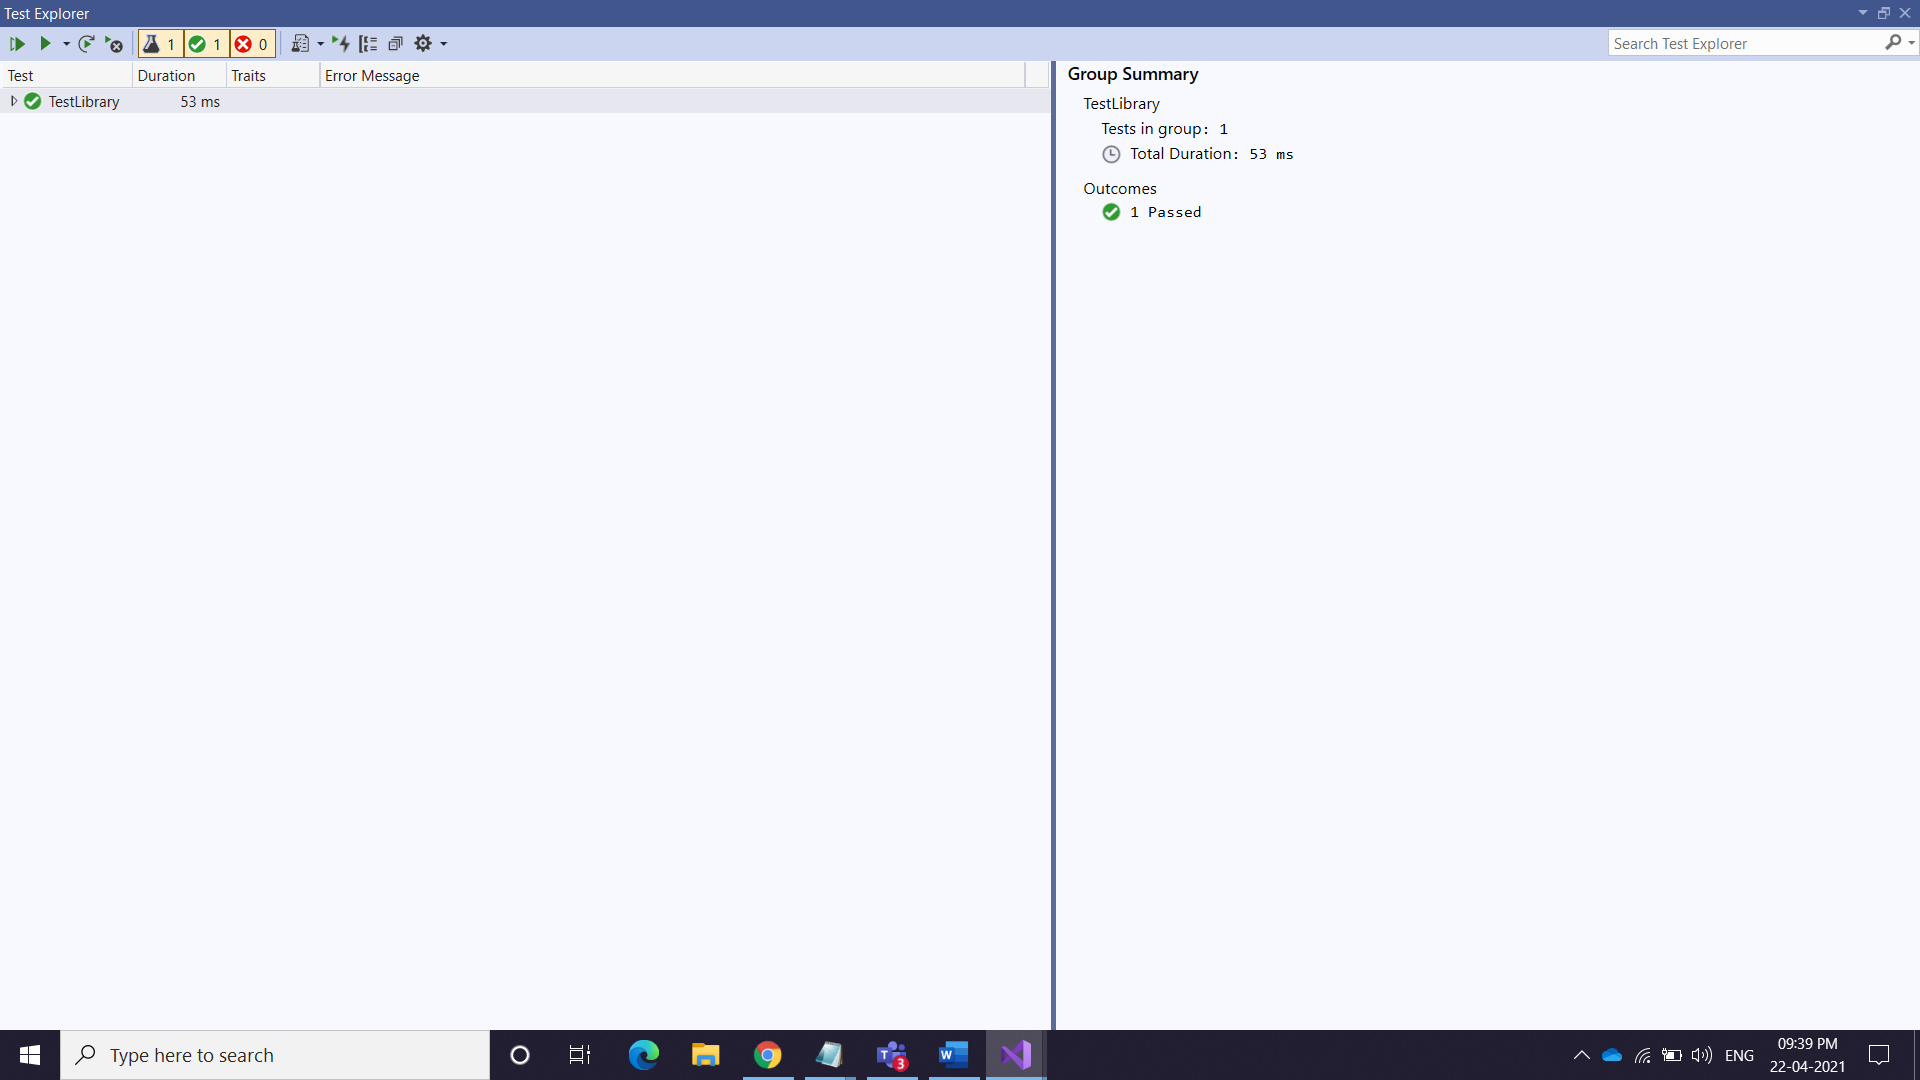 Test Explorer
1 1 0
Search Test Explorer
Test Duration Traits Error Message
TestLibrary 53 ms
Group Summary
TestLibrary
Tests in group: 1
Total Duration: 53 ms
Outcomes
1 Passed
Type here to search
T 3
W
ENG
09:39 PM
22-04-2021